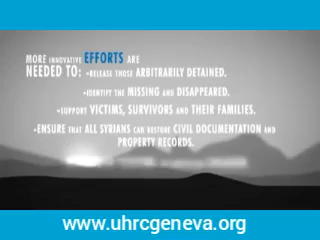 MORE INNOVATIVE EFFORTS ARE
NEEDED TO: -RELEASE THOSE ARBITRARILY DETAINED.
-IDENTIFY THE MISSING AND DISAPPEARED.
-SUPPORT VICTIMS, SURVIVORS AND THEIR FAMILIES.
-ENSURE THAT ALL SYRIANS CAN RESTORE CIVIL DOCUMENTATION AND
PROPERTY RECORDS.
www.uhrcgeneva.org